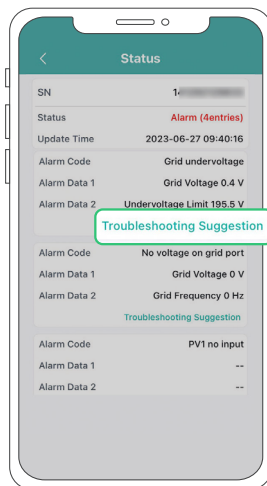 Status
SN
Status Alarm (4entries)
Update Time 2023-06-27 09:40:16
Alarm Code Grid undervoltage
Alarm Data 1 Grid Voltage 0.4 V
Alarm Data 2 Undervoltage Limit 195.5 V
Troubleshooting Suggestion
Alarm Code No voltage on grid port
Alarm Data 1 Grid Voltage 0 V
Alarm Data 2 Grid Frequency 0 Hz
Troubleshooting Suggestion
Alarm Code PV1 no input
Alarm Data 1 --
Alarm Data 2 --